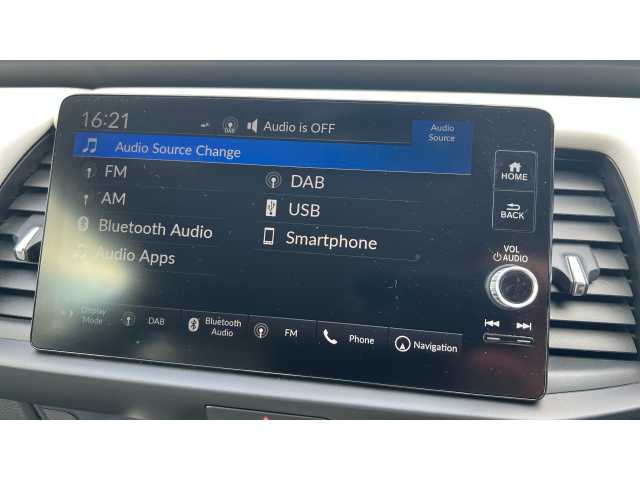 16:21
DAB
Audio is OFF
Audio Source
Audio Source Change
FM
DAB
AM
USB
Bluetooth Audio
Smartphone
Audio Apps
HOME
BACK
VOL
AUDIO
Display Mode
DAB
Bluetooth Audio
FM
Phone
Navigation